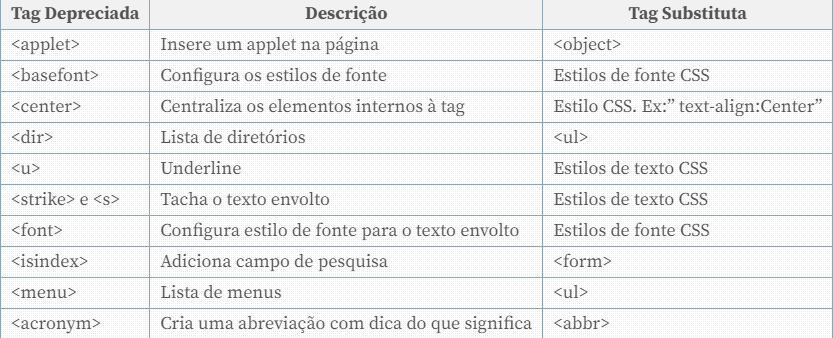 Tag Depreciada Descrição Tag Substituta
<applet> Insere um applet na página <object>
<basefont> Configura os estilos de fonte Estilos de fonte CSS
<center> Centraliza os elementos internos à tag Estilo CSS. Ex:” text-align:Center”
<dir> Lista de diretórios <ul>
<u> Underline Estilos de texto CSS
<strike> e <s> Tacha o texto envolto Estilos de texto CSS
<font> Configura estilo de fonte para o texto envolto Estilos de fonte CSS
<isindex> Adiciona campo de pesquisa <form>
<menu> Lista de menus <ul>
<acronym> Cria uma abreviação com dica do que significa <abbr>